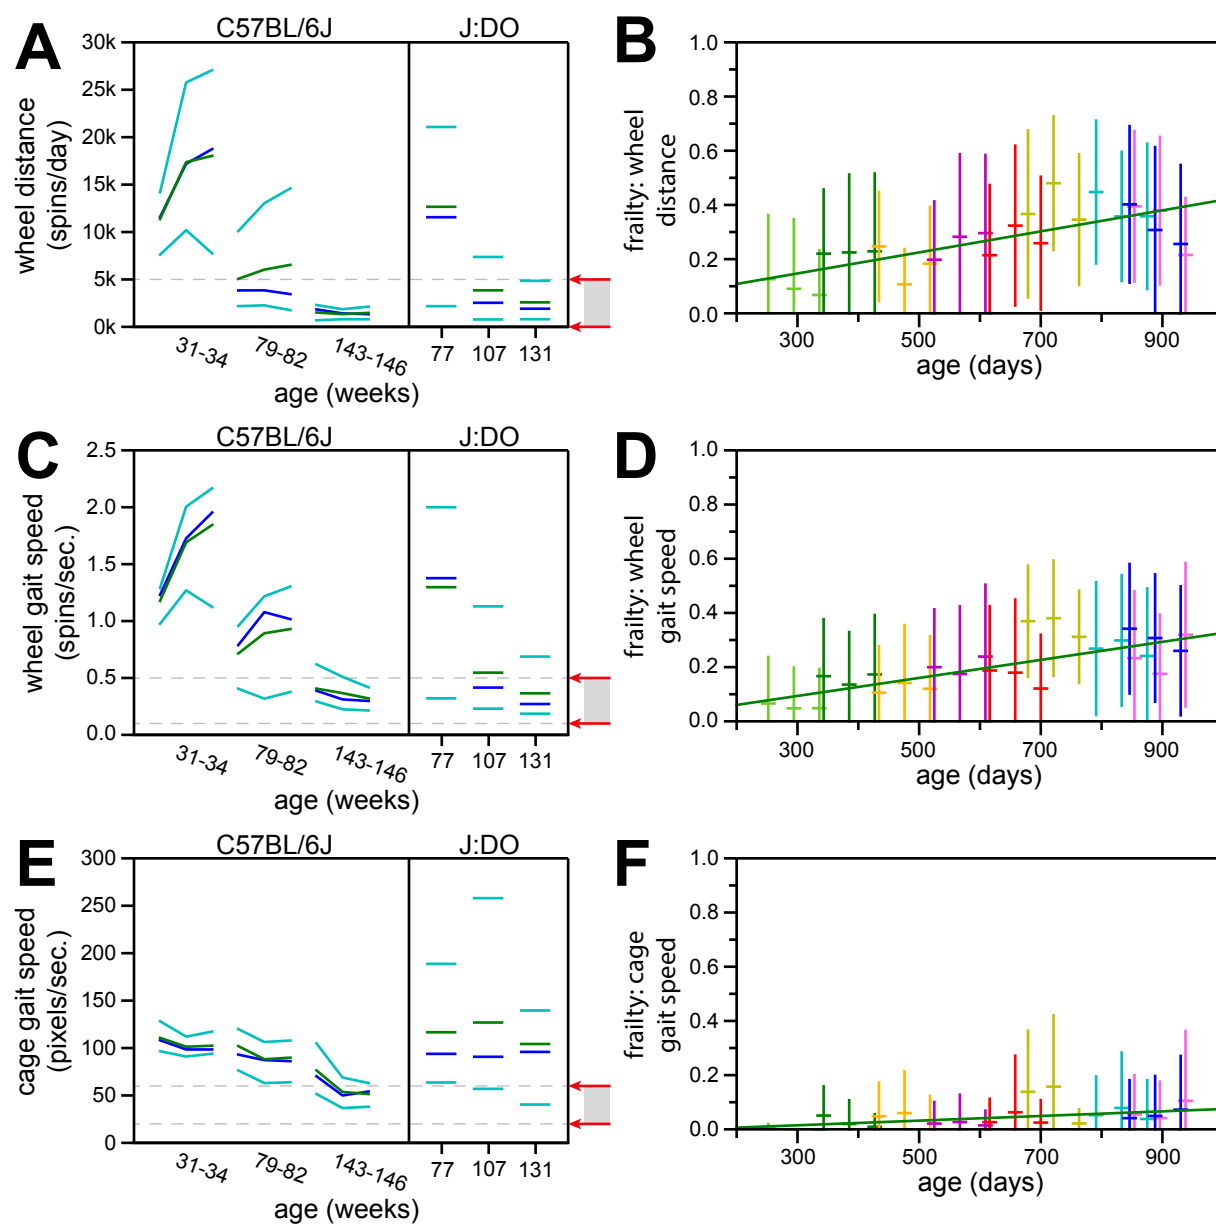 A
C57BL/6J
J:DO
wheel distance
(spins/day)
30k
25k
20k
15k
10k
5k
0k
31-34
79-82
143-146
77
107
131
age (weeks)
B
frailty: wheel
distance
1.0
0.8
0.6
0.4
0.2
0.0
300
500
700
900
age (days)
C
C57BL/6J
J:DO
wheel gait speed
(spins/sec.)
2.5
2.0
1.5
1.0
0.5
0.0
31-34
79-82
143-146
77
107
131
age (weeks)
D
frailty: wheel
gait speed
1.0
0.8
0.6
0.4
0.2
0.0
300
500
700
900
age (days)
E
C57BL/6J
J:DO
cage gait speed
(pixels/sec.)
300
250
200
150
100
50
0
31-34
79-82
143-146
77
107
131
age (weeks)
F
frailty: cage
gait speed
1.0
0.8
0.6
0.4
0.2
0.0
300
500
700
900
age (days)